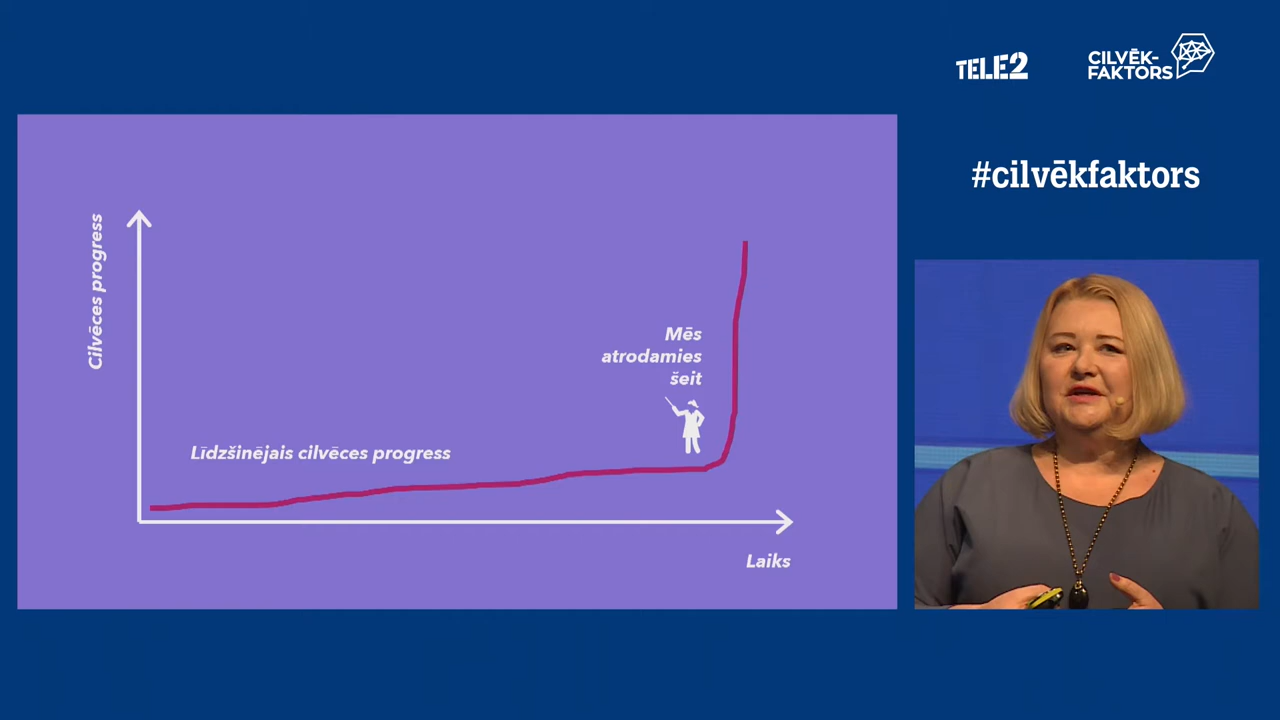 TELE2
CILVĒK-
FAKTORS
#cilvēkfaktors
Cilvēces progress
Mēs
atrodamies
šeit
Līdzšinējais cilvēces progress
Laiks